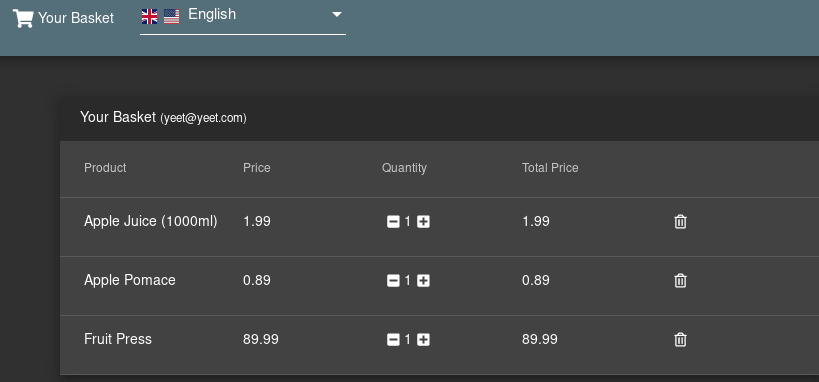 Your Basket English
Your Basket (yeet@yeet.com)
Product Price Quantity Total Price
Apple Juice (1000ml) 1.99 1 1.99
Apple Pomace 0.89 1 0.89
Fruit Press 89.99 1 89.99